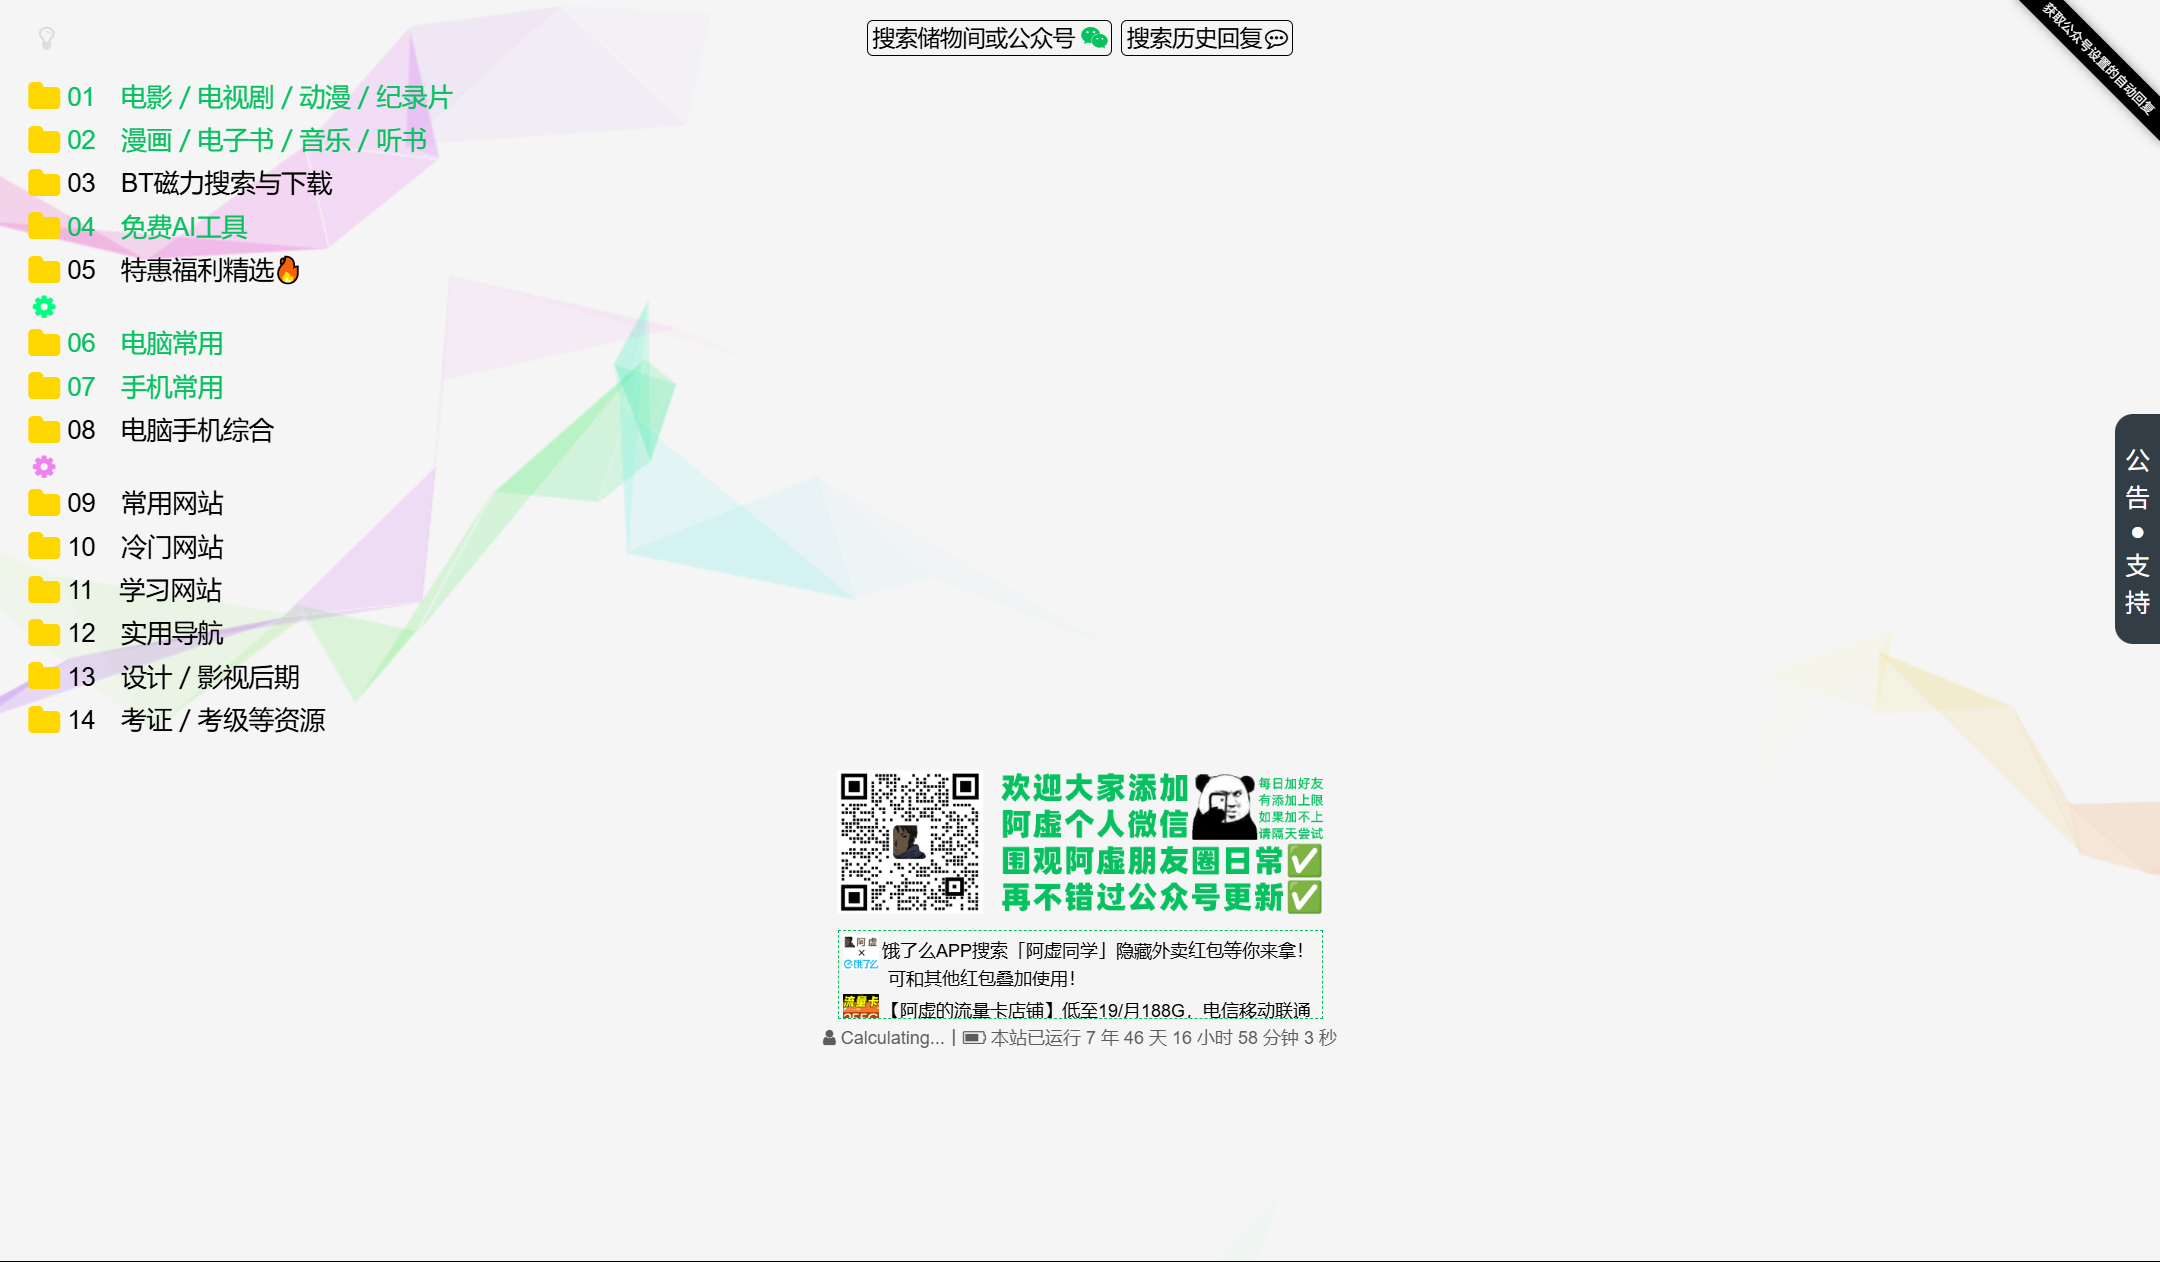 搜索储物间或公众号
搜索历史回复
获取公众号设置的自动回复
01 电影 / 电视剧 / 动漫 / 纪录片
02 漫画 / 电子书 / 音乐 / 听书
03 BT磁力搜索与下载
04 免费AI工具
05 特惠福利精选🔥
06 电脑常用
07 手机常用
08 电脑手机综合
09 常用网站
10 冷门网站
11 学习网站
12 实用导航
13 设计 / 影视后期
14 考证 / 考级等资源
公告●支持
欢迎大家添加
阿虚个人微信
围观阿虚朋友圈日常✅
再不错过公众号更新✅
每日加好友
有添加上限
如果加不上
请隔天尝试
阿虚
×
饿了么
饿了么APP搜索「阿虚同学」隐藏外卖红包等你来拿！
可和其他红包叠加使用！
流量卡
【阿虚的流量卡店铺】低至19/月188G，电信移动联通
Calculating... | 本站已运行 7 年 46 天 16 小时 58 分钟 3 秒